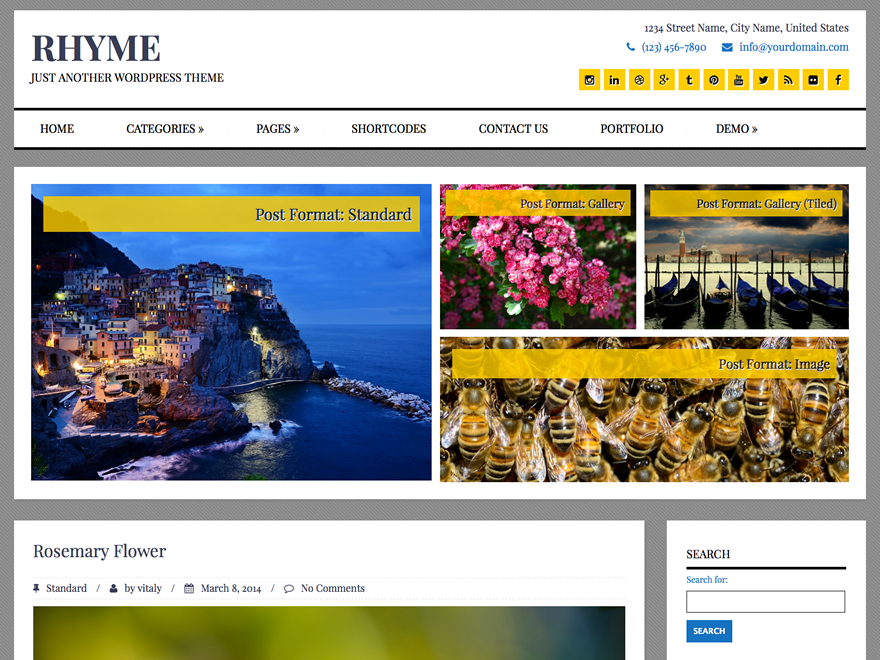 RHYME
JUST ANOTHER WORDPRESS THEME
1234 Street Name, City Name, United States
(123) 456-7890 info@yourdomain.com
HOME CATEGORIES » PAGES » SHORTCODES CONTACT US PORTFOLIO DEMO »
Post Format: Standard
Post Format: Gallery
Post Format: Gallery (Tiled)
Post Format: Image
Rosemary Flower
Standard / by vitaly / March 8, 2014 / No Comments
SEARCH
Search for:
SEARCH